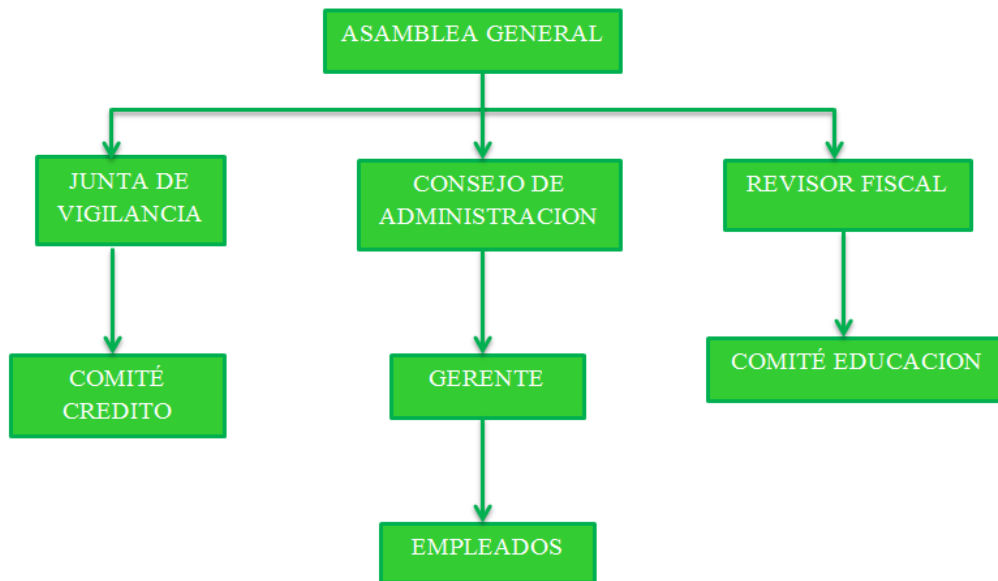 ASAMBLEA GENERAL
JUNTA DE
VIGILANCIA
CONSEJO DE
ADMINISTRACION
REVISOR FISCAL
COMITÉ
CREDITO
GERENTE
COMITÉ EDUCACION
EMPLEADOS